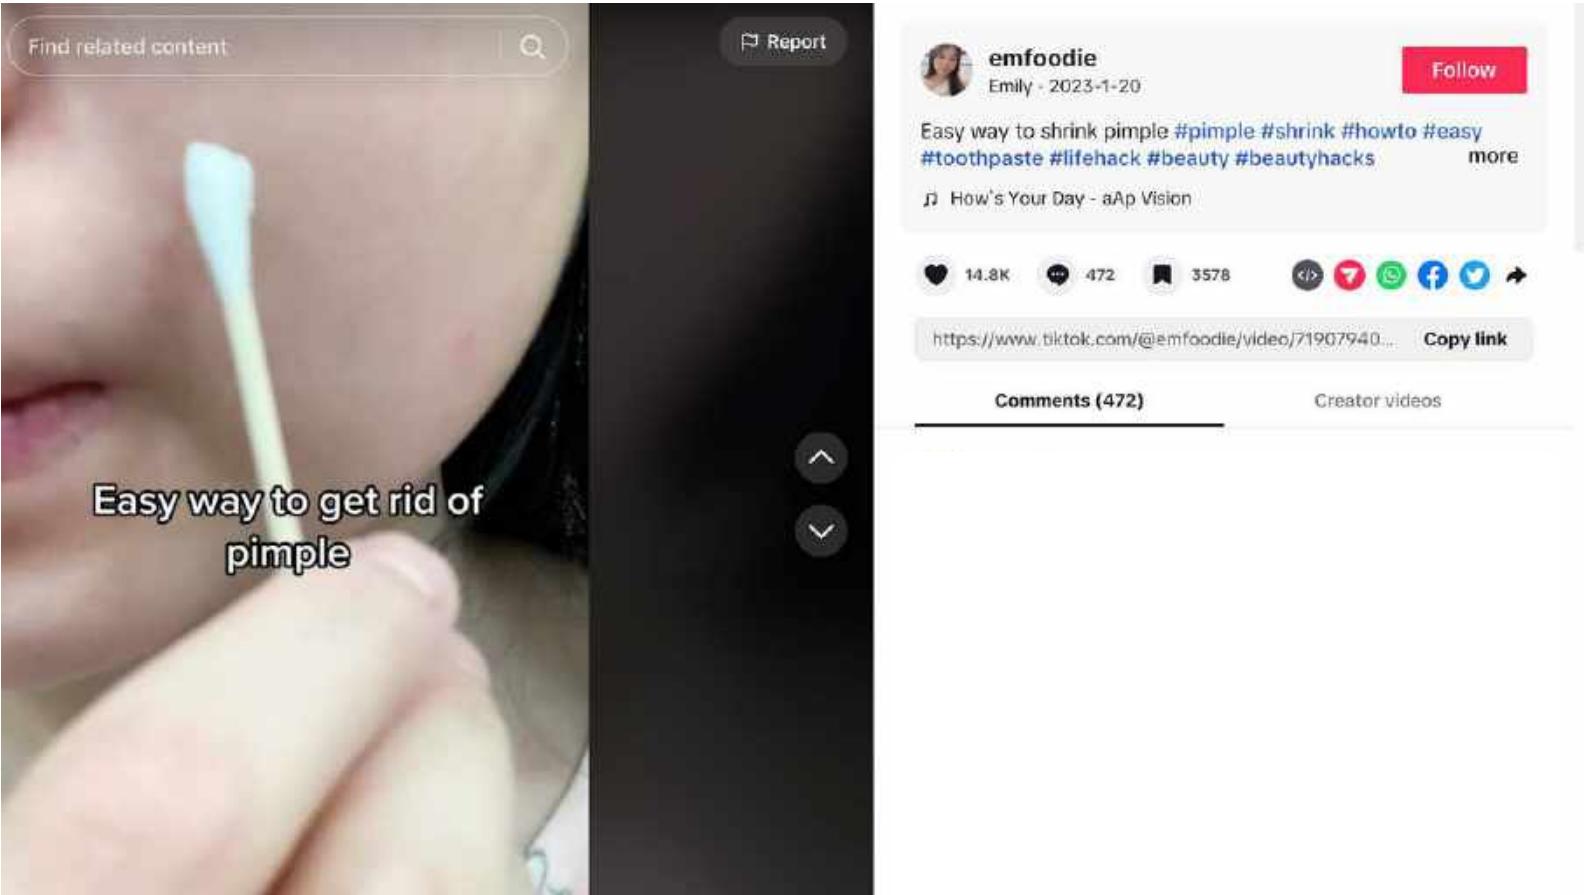 Find related content
Report
Easy way to get rid of
pimple
emfoodie
Emily · 2023-1-20
Follow
Easy way to shrink pimple #pimple #shrink #howto #easy
#toothpaste #lifehack #beauty #beautyhacks more
How's Your Day - aAp Vision
14.8K 472 3578
https://www.tiktok.com/@emfoodie/video/71907940... Copy link
Comments (472) Creator videos